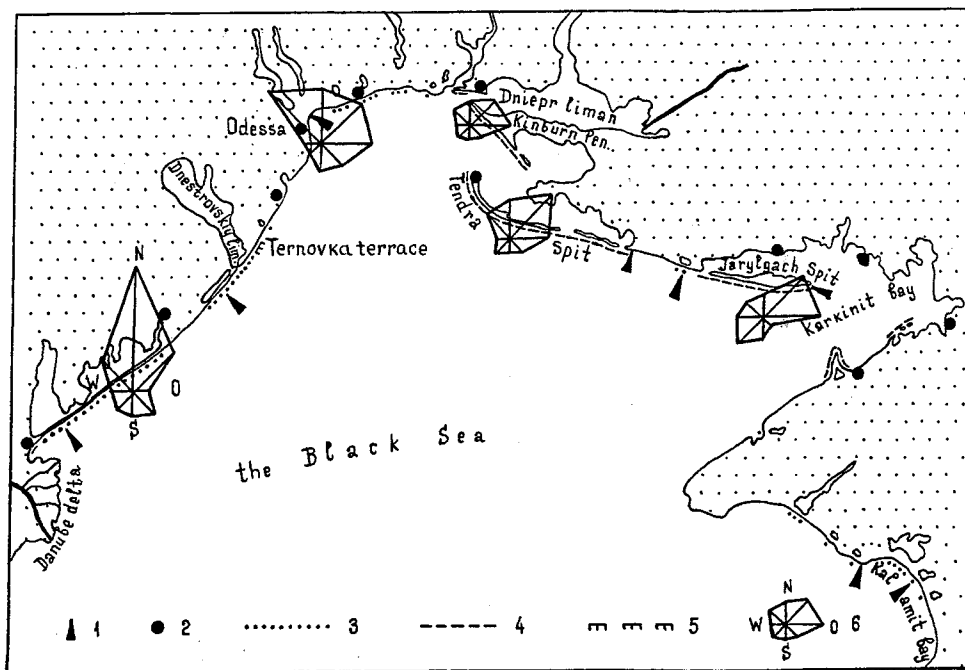 B
Dniepr liman
Odessa
Kinburn Pen..
Dnestrovskiy lim.
Tendra
Ternovka terrace
Spit
N
Jarylgach Spit
Karkinit bay
W
O
S
the Black Sea
Danube delta
Kalamit bay
N
1
2
3
4
5
W
O
6
S